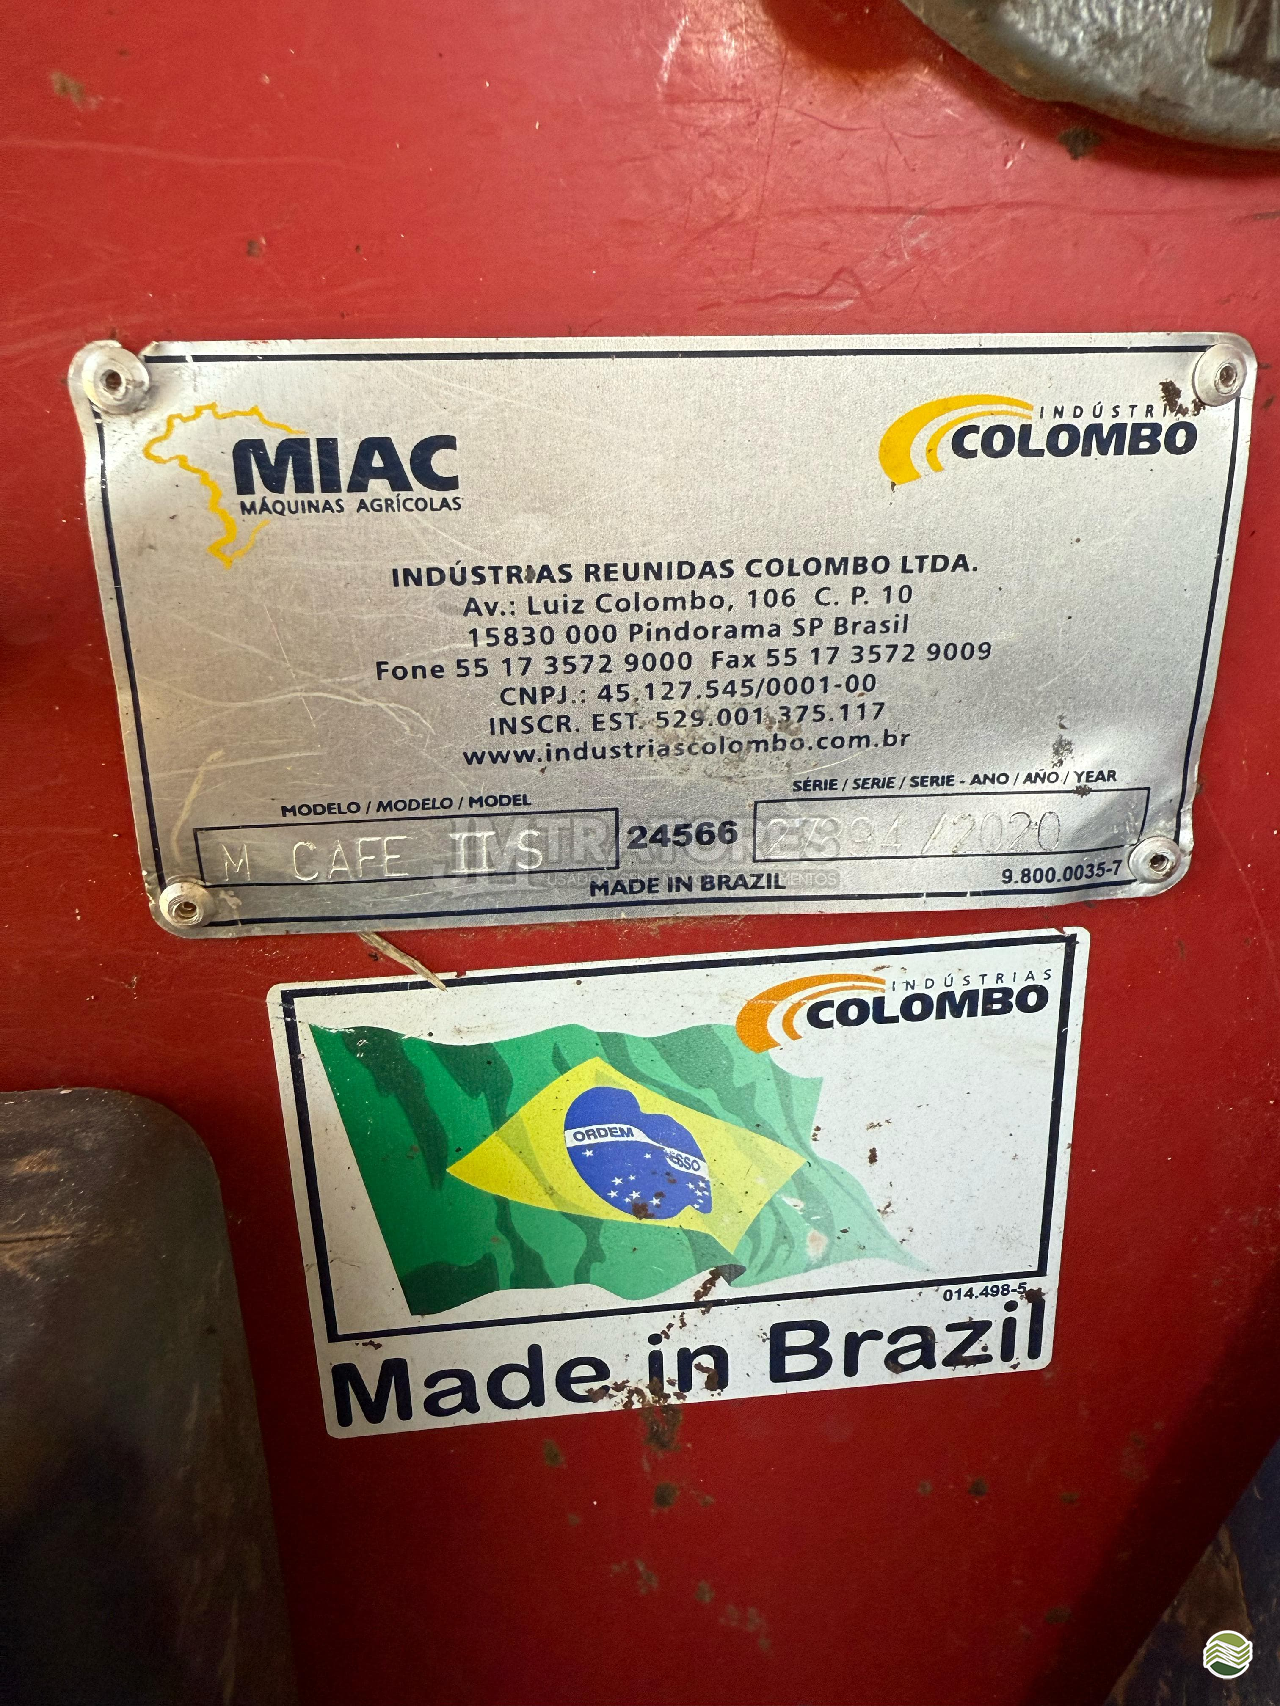 MIAC
MÁQUINAS AGRÍCOLAS
INDÚSTRIAS
COLOMBO
INDÚSTRIAS REUNIDAS COLOMBO LTDA.
Av.: Luiz Colombo, 106 C. P. 10
15830 000 Pindorama SP Brasil
Fone 55 17 3572 9000 Fax 55 17 3572 9009
CNPJ.: 45.127.545/0001-00
INSCR. EST. 529.001.375.117
www.industriascolombo.com.br
MODELO / MODELO / MODEL
SÉRIE / SERIE / SERIE - ANO / AÑO / YEAR
M CAFE II S
24566
/2020
MADE IN BRAZIL
9.800.0035-7
INDÚSTRIAS
COLOMBO
ORDEM
ESSO
014.498-5
Made in Brazil